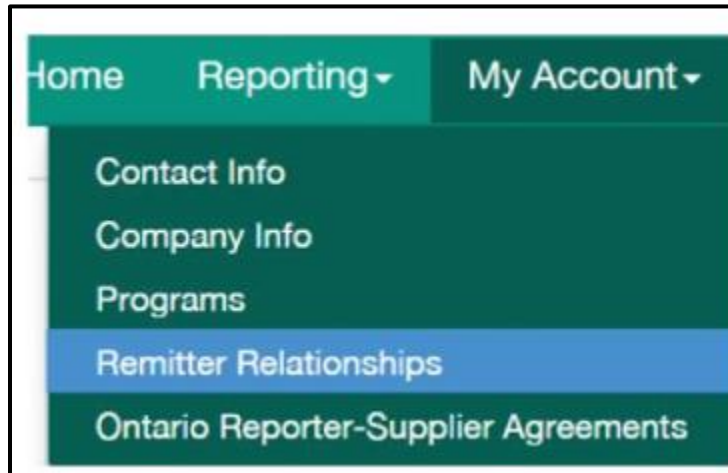 Home Reporting My Account
Contact Info
Company Info
Programs
Remitter Relationships
Ontario Reporter-Supplier Agreements